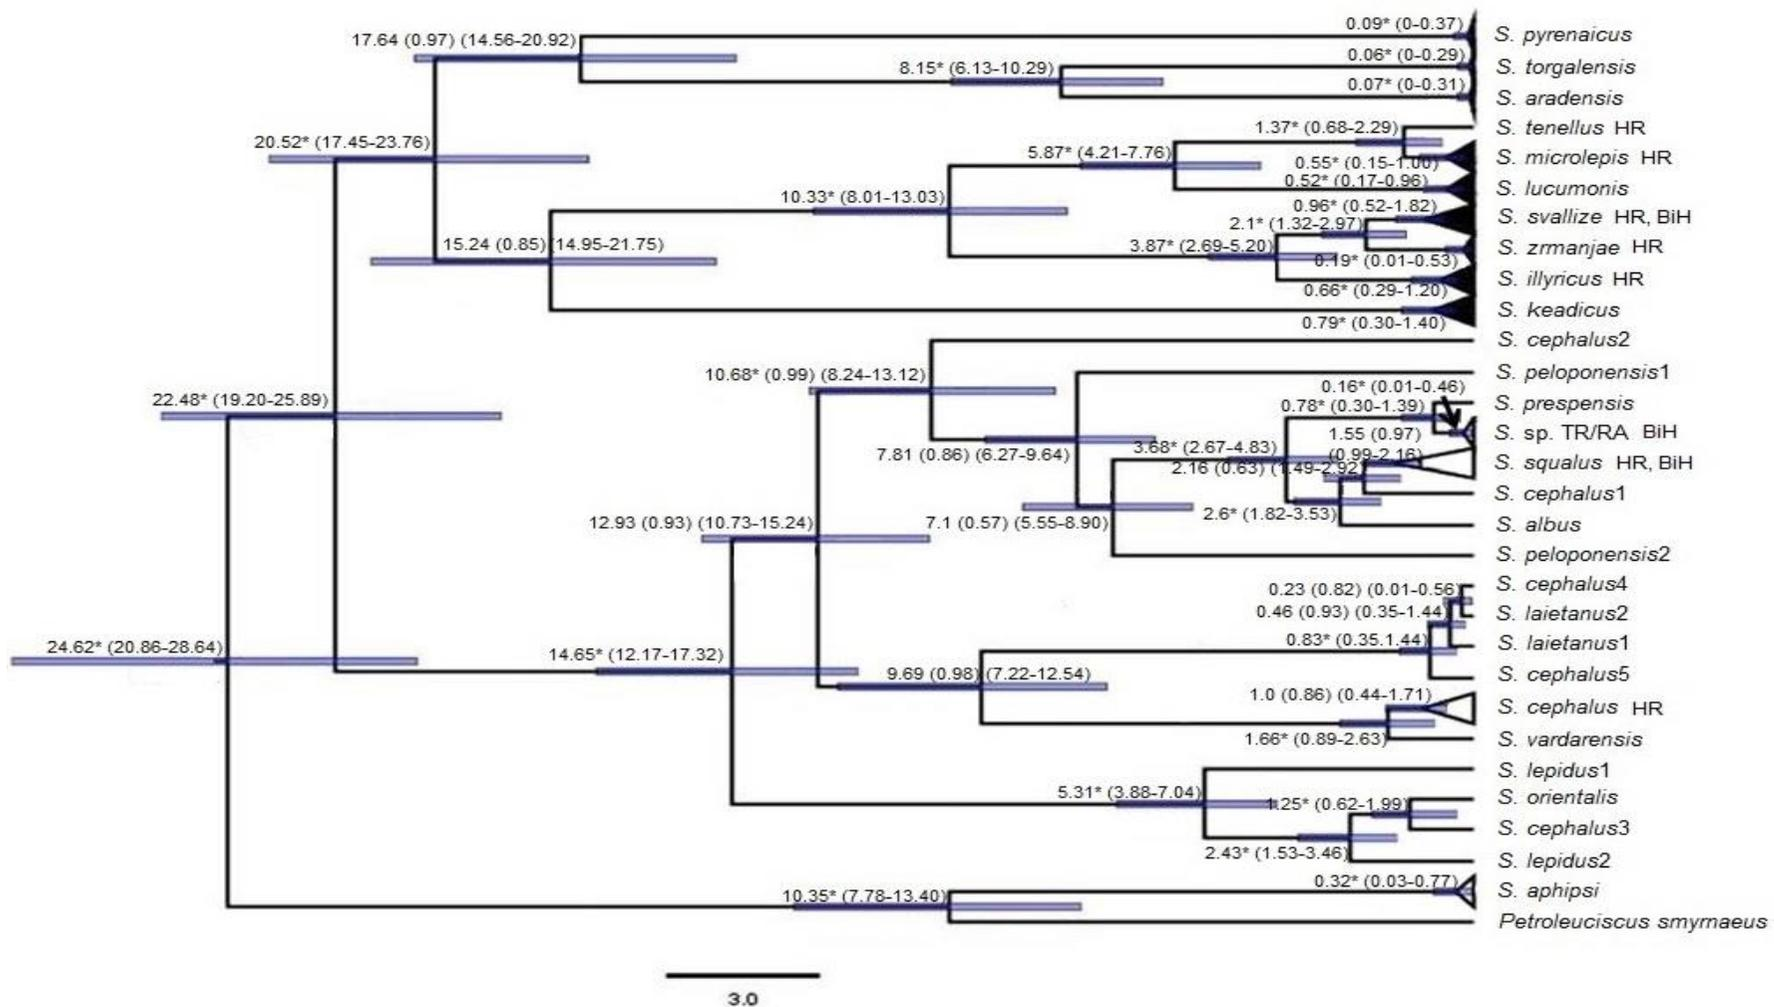 0.09* (0-0.37)
S. pyrenaicus
17.64 (0.97) (14.56-20.92)
0.06* (0-0.29)
8.15* (6.13-10.29)
S. torgalensis
0.07* (0-0.31)
S. aradensis
1.37* (0.68-2.29)
S. tenellus HR
20.52* (17.45-23.76)
5.87* (4.21-7.76)
0.55* (0.15-1.00)
S. microlepis HR
0.52* (0.17-0.96)
S. lucumonis
10.33* (8.01-13.03)
0.96* (0.52-1.82)
S. svallize HR, BiH
2.1* (1.32-2.97)
15.24 (0.85) (14.95-21.75)
3.87* (2.69-5.20)
S. zrmanjae HR
0.19* (0.01-0.53)
S. illyricus HR
0.66* (0.29-1.20)
S. keadicus
0.79* (0.30-1.40)
S. cephalus2
10.68* (0.99) (8.24-13.12)
S. peloponensis1
0.16* (0.01-0.46)
22.48* (19.20-25.89)
0.78* (0.30-1.39)
S. prespensis
1.55 (0.97)
S. sp. TR/RA BiH
3.68* (2.67-4.83)
7.81 (0.86) (6.27-9.64)
(0.99-2.16)
S. squalus HR, BiH
2.16 (0.63) (1.49-2.92)
S. cephalus1
2.6* (1.82-3.53)
12.93 (0.93) (10.73-15.24)
7.1 (0.57) (5.55-8.90)
S. albus
S. peloponensis2
0.23 (0.82) (0.01-0.56)
S. cephalus4
0.46 (0.93) (0.35-1.44)
S. laietanus2
24.62* (20.86-28.64)
14.65* (12.17-17.32)
0.83* (0.35.1.44)
S. laietanus1
9.69 (0.98) (7.22-12.54)
S. cephalus5
1.0 (0.86) (0.44-1.71)
S. cephalus HR
1.66* (0.89-2.63)
S. vardarensis
S. lepidus1
5.31* (3.88-7.04)
1.25* (0.62-1.99)
S. orientalis
S. cephalus3
2.43* (1.53-3.46)
S. lepidus2
0.32* (0.03-0.77)
10.35* (7.78-13.40)
S. aphipsi
Petroleuciscus smyrnaeus
3.0